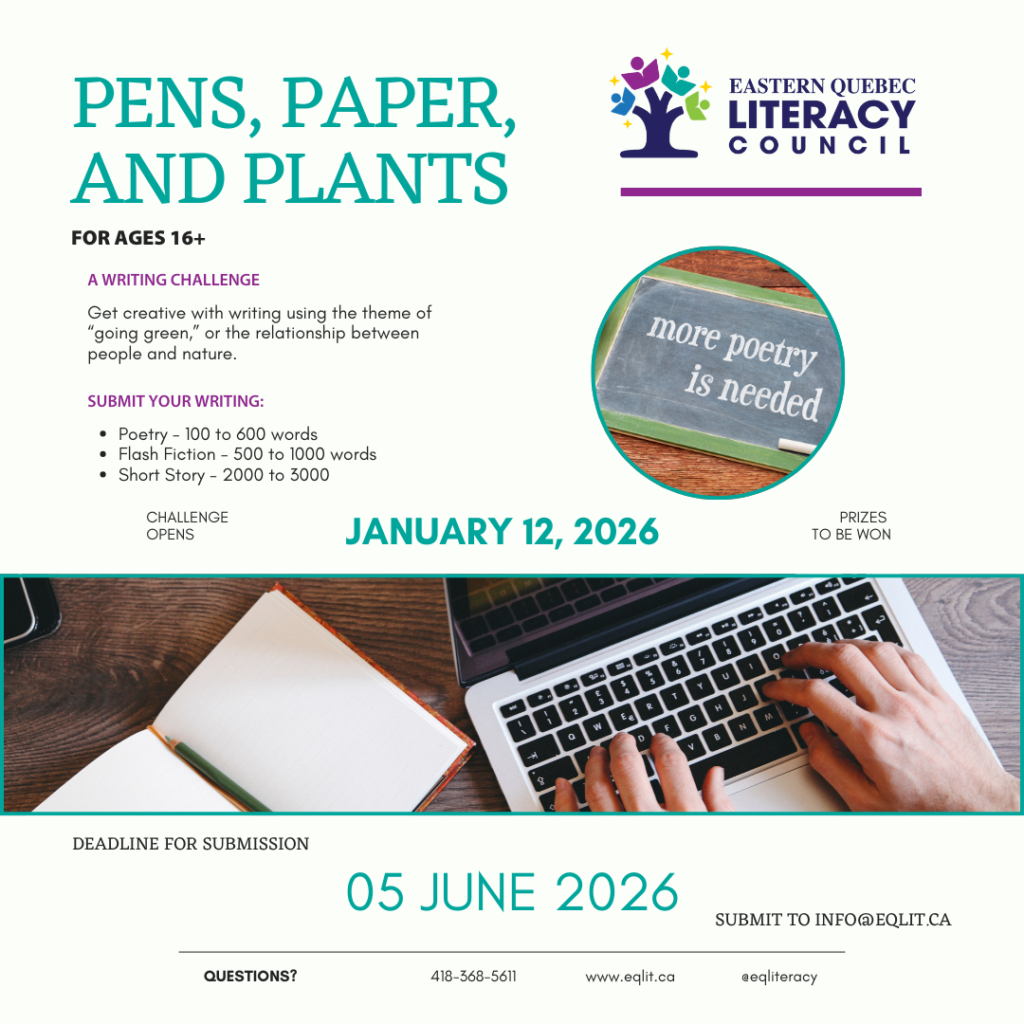 PENS, PAPER,
AND PLANTS
EASTERN QUEBEC
LITERACY
COUNCIL
FOR AGES 16+
A WRITING CHALLENGE
Get creative with writing using the theme of
“going green,” or the relationship between
people and nature.
SUBMIT YOUR WRITING:
• Poetry - 100 to 600 words
• Flash Fiction - 500 to 1000 words
• Short Story - 2000 to 3000
more poetry
is needed
CHALLENGE
OPENS
JANUARY 12, 2026
PRIZES
TO BE WON
DEADLINE FOR SUBMISSION
05 JUNE 2026
SUBMIT TO INFO@EQLIT.CA
QUESTIONS? 418-368-5611 www.eqlit.ca @eqliteracy